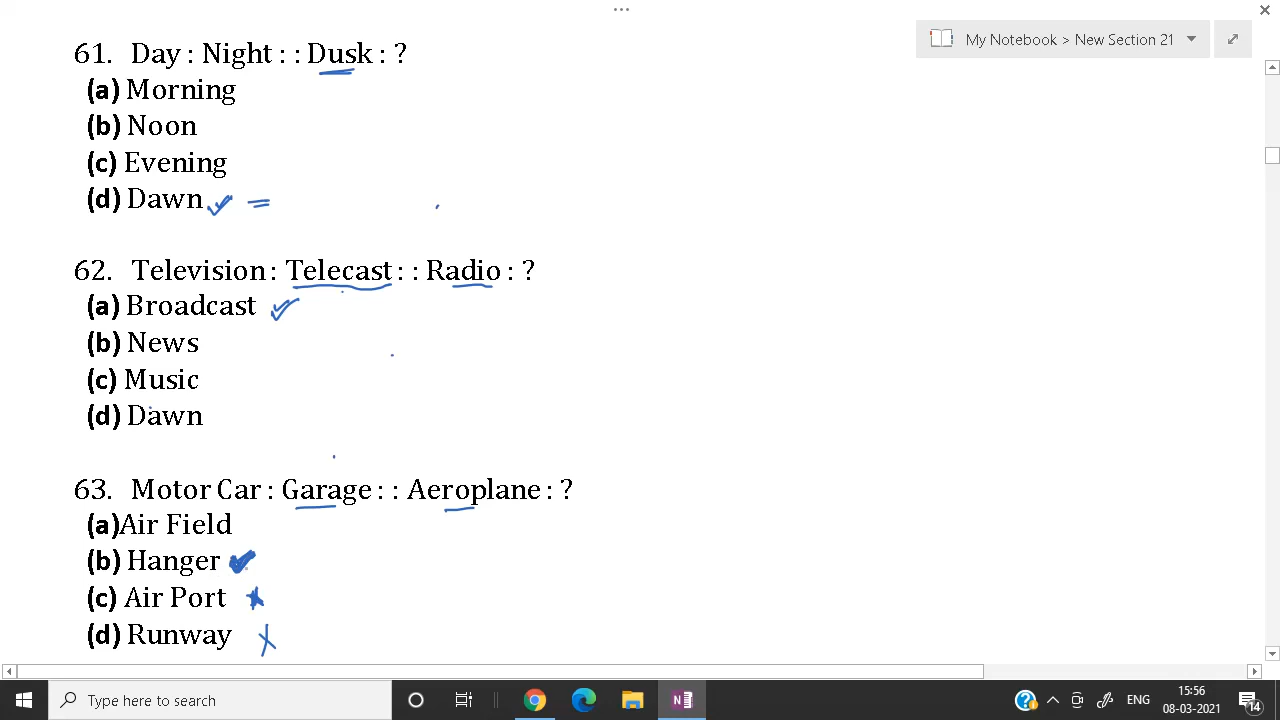 My Notebook > New Section 21
61. Day : Night : : Dusk : ?
(a) Morning
(b) Noon
(c) Evening
(d) Dawn
62. Television : Telecast : : Radio : ?
(a) Broadcast
(b) News
(c) Music
(d) Dawn
63. Motor Car : Garage : : Aeroplane : ?
(a)Air Field
(b) Hanger
(c) Air Port
(d) Runway
Type here to search
ENG
15:56
08-03-2021
14